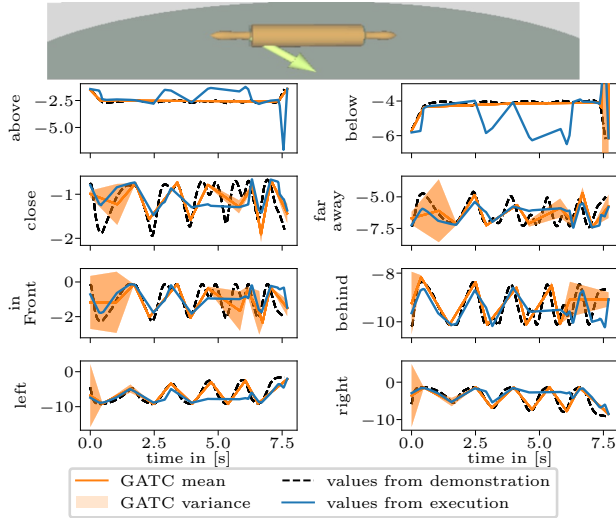 above
−2.5
−5.0
below
−4
−6
close
−1
−2
far
away
−5.0
−7.5
in
Front
0
−2
behind
−8
−10
left
0
−10
0.0 2.5 5.0 7.5
time in [s]
right
0
−10
0.0 2.5 5.0 7.5
time in [s]
GATC mean
GATC variance
values from demonstration
values from execution